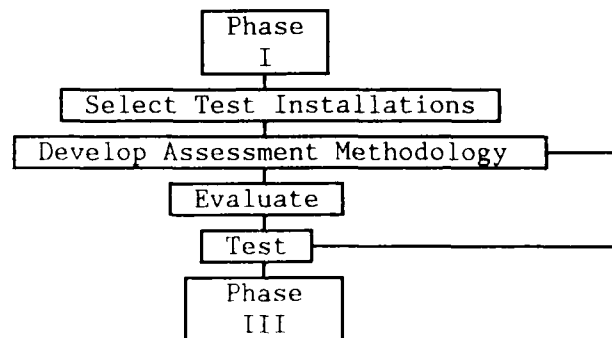 Phase
I
Select Test Installations
Develop Assessment Methodology
Evaluate
Test
Phase
III